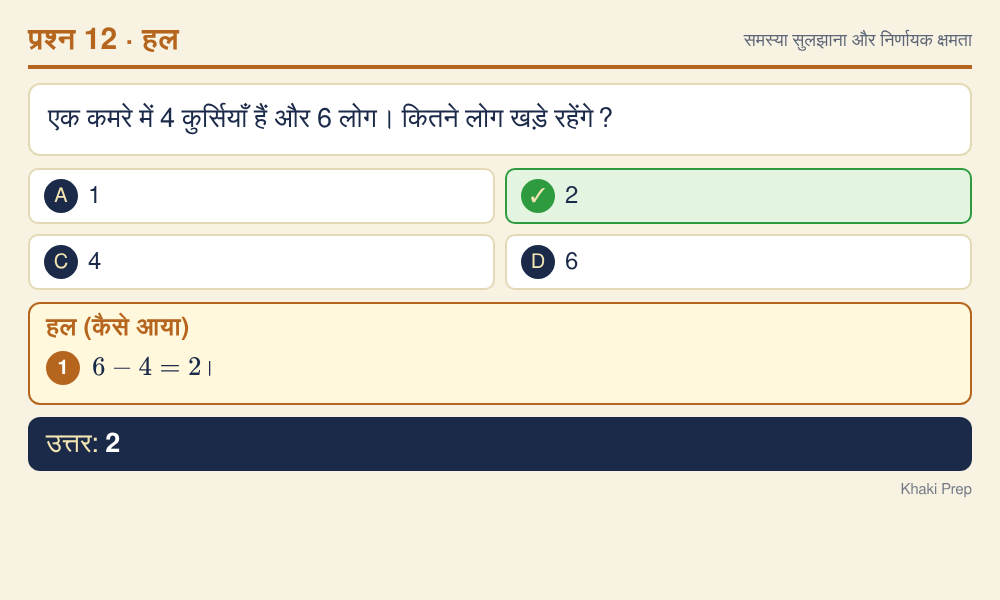 प्रश्न 12 · हल
समस्या सुलझाना और निर्णायक क्षमता
एक कमरे में 4 कुर्सियाँ हैं और 6 लोग। कितने लोग खड़े रहेंगे?
A 1
✓ 2
C 4
D 6
हल (कैसे आया)
1 6 − 4 = 2।
उत्तर: 2
Khaki Prep